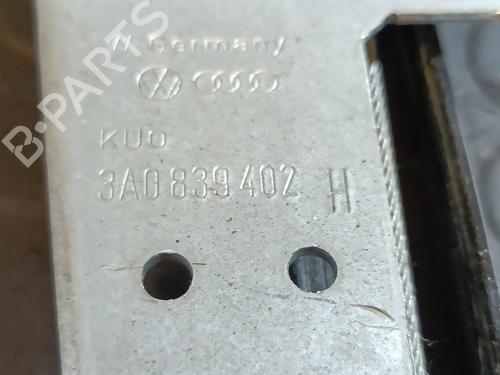 W. Germany
KUO
3A0 839 402 H
B-PARTS